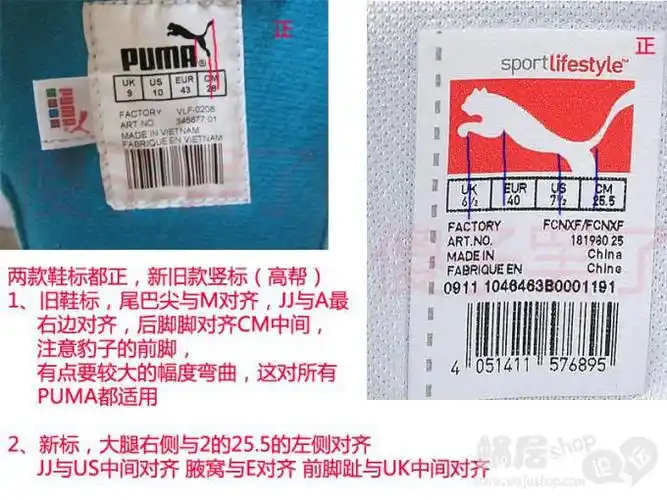 正
PUMA
UK US EUR CM
9 10 43 28
FACTORY VLF-0208
ART NO 345677 01
MADE IN VIETNAM
FABRIQUE EN VIETNAM
PUMA
正
sportlifestyle™
UK EUR US CM
6½ 40 7½ 25.5
FACTORY FCNXF/FCNXF
ART.NO. 181980 25
MADE IN China
FABRIQUE EN China
0911 1046463B0001191
4 051411 576895
两款鞋标都正，新旧款竖标（高帮）
1、旧鞋标，尾巴尖与M对齐，JJ与A最
右边对齐，后脚脚对齐CM中间，
注意豹子的前脚，
有点要较大的幅度弯曲，这对所有
PUMA都适用
2、新标，大腿右侧与2的25.5的左侧对齐
JJ与US中间对齐 腋窝与E对齐 前脚趾与UK中间对齐
蜗居shop
www.wojushop.com